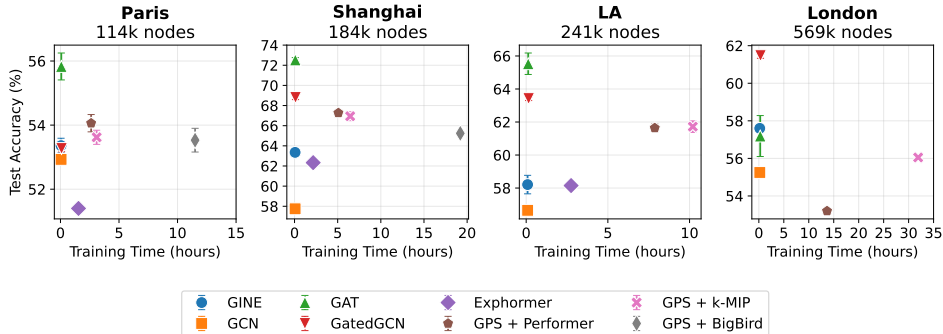 Paris
114k nodes
Shanghai
184k nodes
LA
241k nodes
London
569k nodes
Test Accuracy (%)
56
54
52
0 5 10 15
Training Time (hours)
74
72
70
68
66
64
62
60
58
0 5 10 15 20
Training Time (hours)
66
64
62
60
58
0 5 10
Training Time (hours)
62
60
58
56
54
0 5 10 15 20 25 30 35
Training Time (hours)
GINE GAT Exphormer GPS + k-MIP
GCN GatedGCN GPS + Performer GPS + BigBird